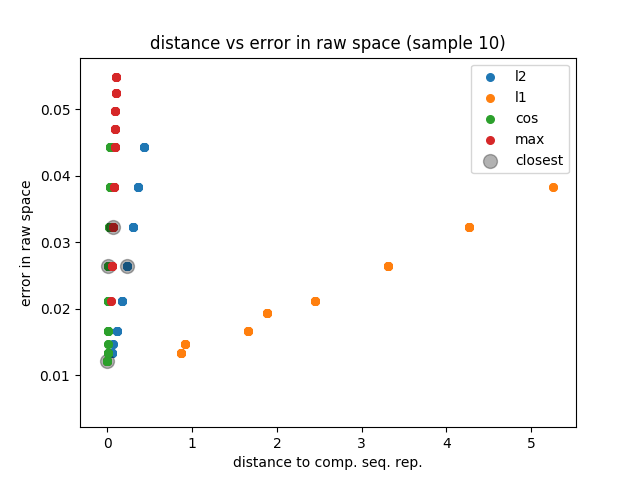 distance vs error in raw space (sample 10)
l2
l1
cos
max
closest
0.05
0.04
0.03
0.02
0.01
error in raw space
0 1 2 3 4 5
distance to comp. seq. rep.